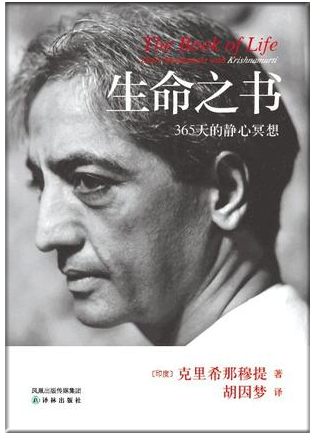 The Book of Life
Daily Meditations with Krishnamurti
生命之书
365天的静心冥想
[印度] 克里希那穆提 著
胡因梦 译
凤凰出版传媒集团
译林出版社